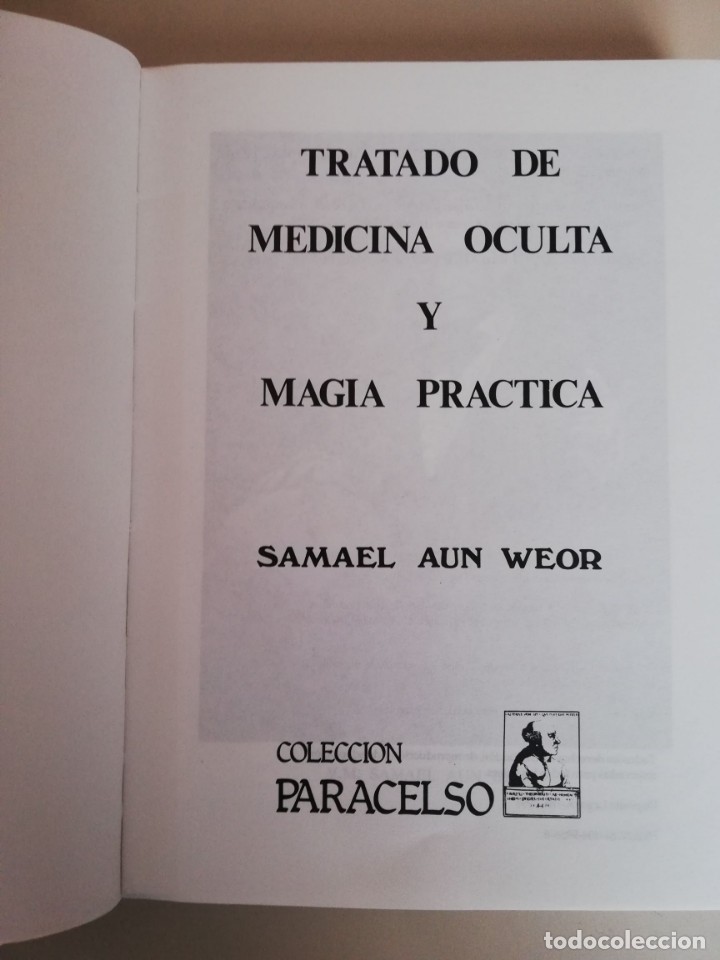 TRATADO DE
MEDICINA OCULTA
Y
MAGIA PRACTICA
SAMAEL AUN WEOR
COLECCION
PARACELSO
todocoleccion